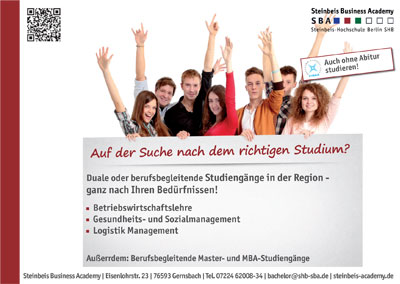 Steinbeis Business Academy
SBA
Steinbeis-Hochschule Berlin SHB
Auch ohne Abitur
studieren!
Auf der Suche nach dem richtigen Studium?
Duale oder berufsbegleitende Studiengänge in der Region -
ganz nach Ihren Bedürfnissen!
Betriebswirtschaftslehre
Gesundheits- und Sozialmanagement
Logistik Management
Außerdem: Berufsbegleitende Master- und MBA-Studiengänge
Steinbeis Business Academy | Eisenlohrstr. 23 | 76593 Gernsbach | Tel. 07224 62008-34 | bachelor@shb-sba.de | steinbeis-academy.de